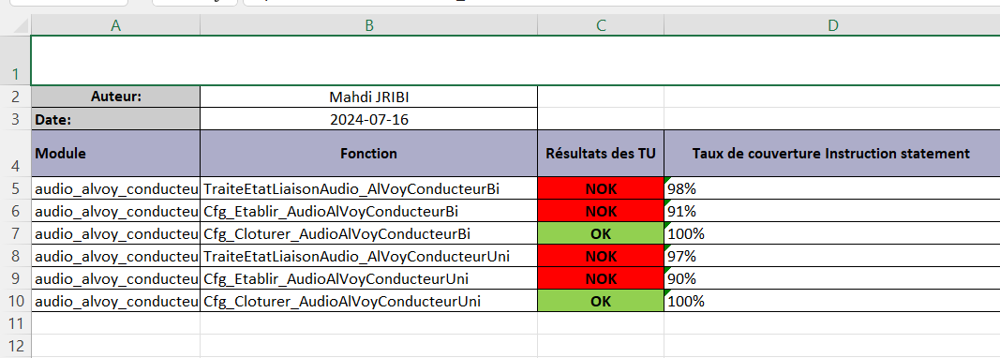 A B C D
1
2 Auteur: Mahdi JRIBI
3 Date: 2024-07-16
4 Module Fonction Résultats des TU Taux de couverture Instruction statement
5 audio_alvoy_conducteu TraiteEtatLiaisonAudio_AlVoyConducteurBi NOK 98%
6 audio_alvoy_conducteu Cfg_Etablir_AudioAlVoyConducteurBi NOK 91%
7 audio_alvoy_conducteu Cfg_Cloturer_AudioAlVoyConducteurBi OK 100%
8 audio_alvoy_conducteu TraiteEtatLiaisonAudio_AlVoyConducteurUni NOK 97%
9 audio_alvoy_conducteu Cfg_Etablir_AudioAlVoyConducteurUni NOK 90%
10 audio_alvoy_conducteu Cfg_Cloturer_AudioAlVoyConducteurUni OK 100%
11
12